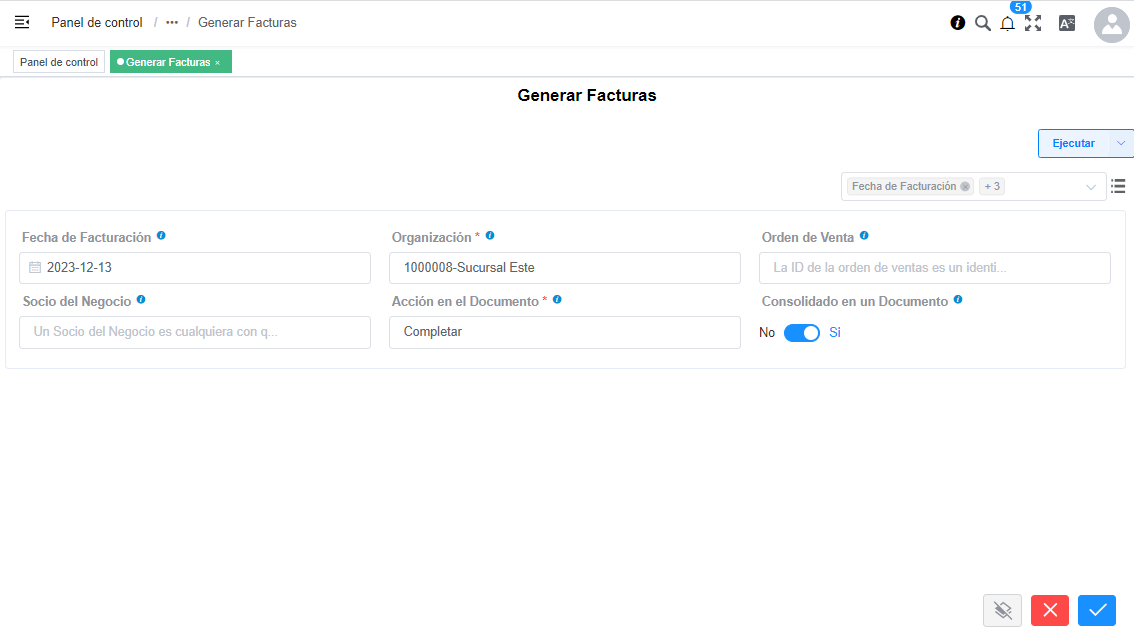 Panel de control / ••• / Generar Facturas
51
Panel de control
Generar Facturas ×
Generar Facturas
Ejecutar
Fecha de Facturación + 3
Fecha de Facturación Organización * Orden de Venta
2023-12-13 1000008-Sucursal Este La ID de la orden de ventas es un identi...
Socio del Negocio Acción en el Documento * Consolidado en un Documento
Un Socio del Negocio es cualquiera con q... Completar No Si